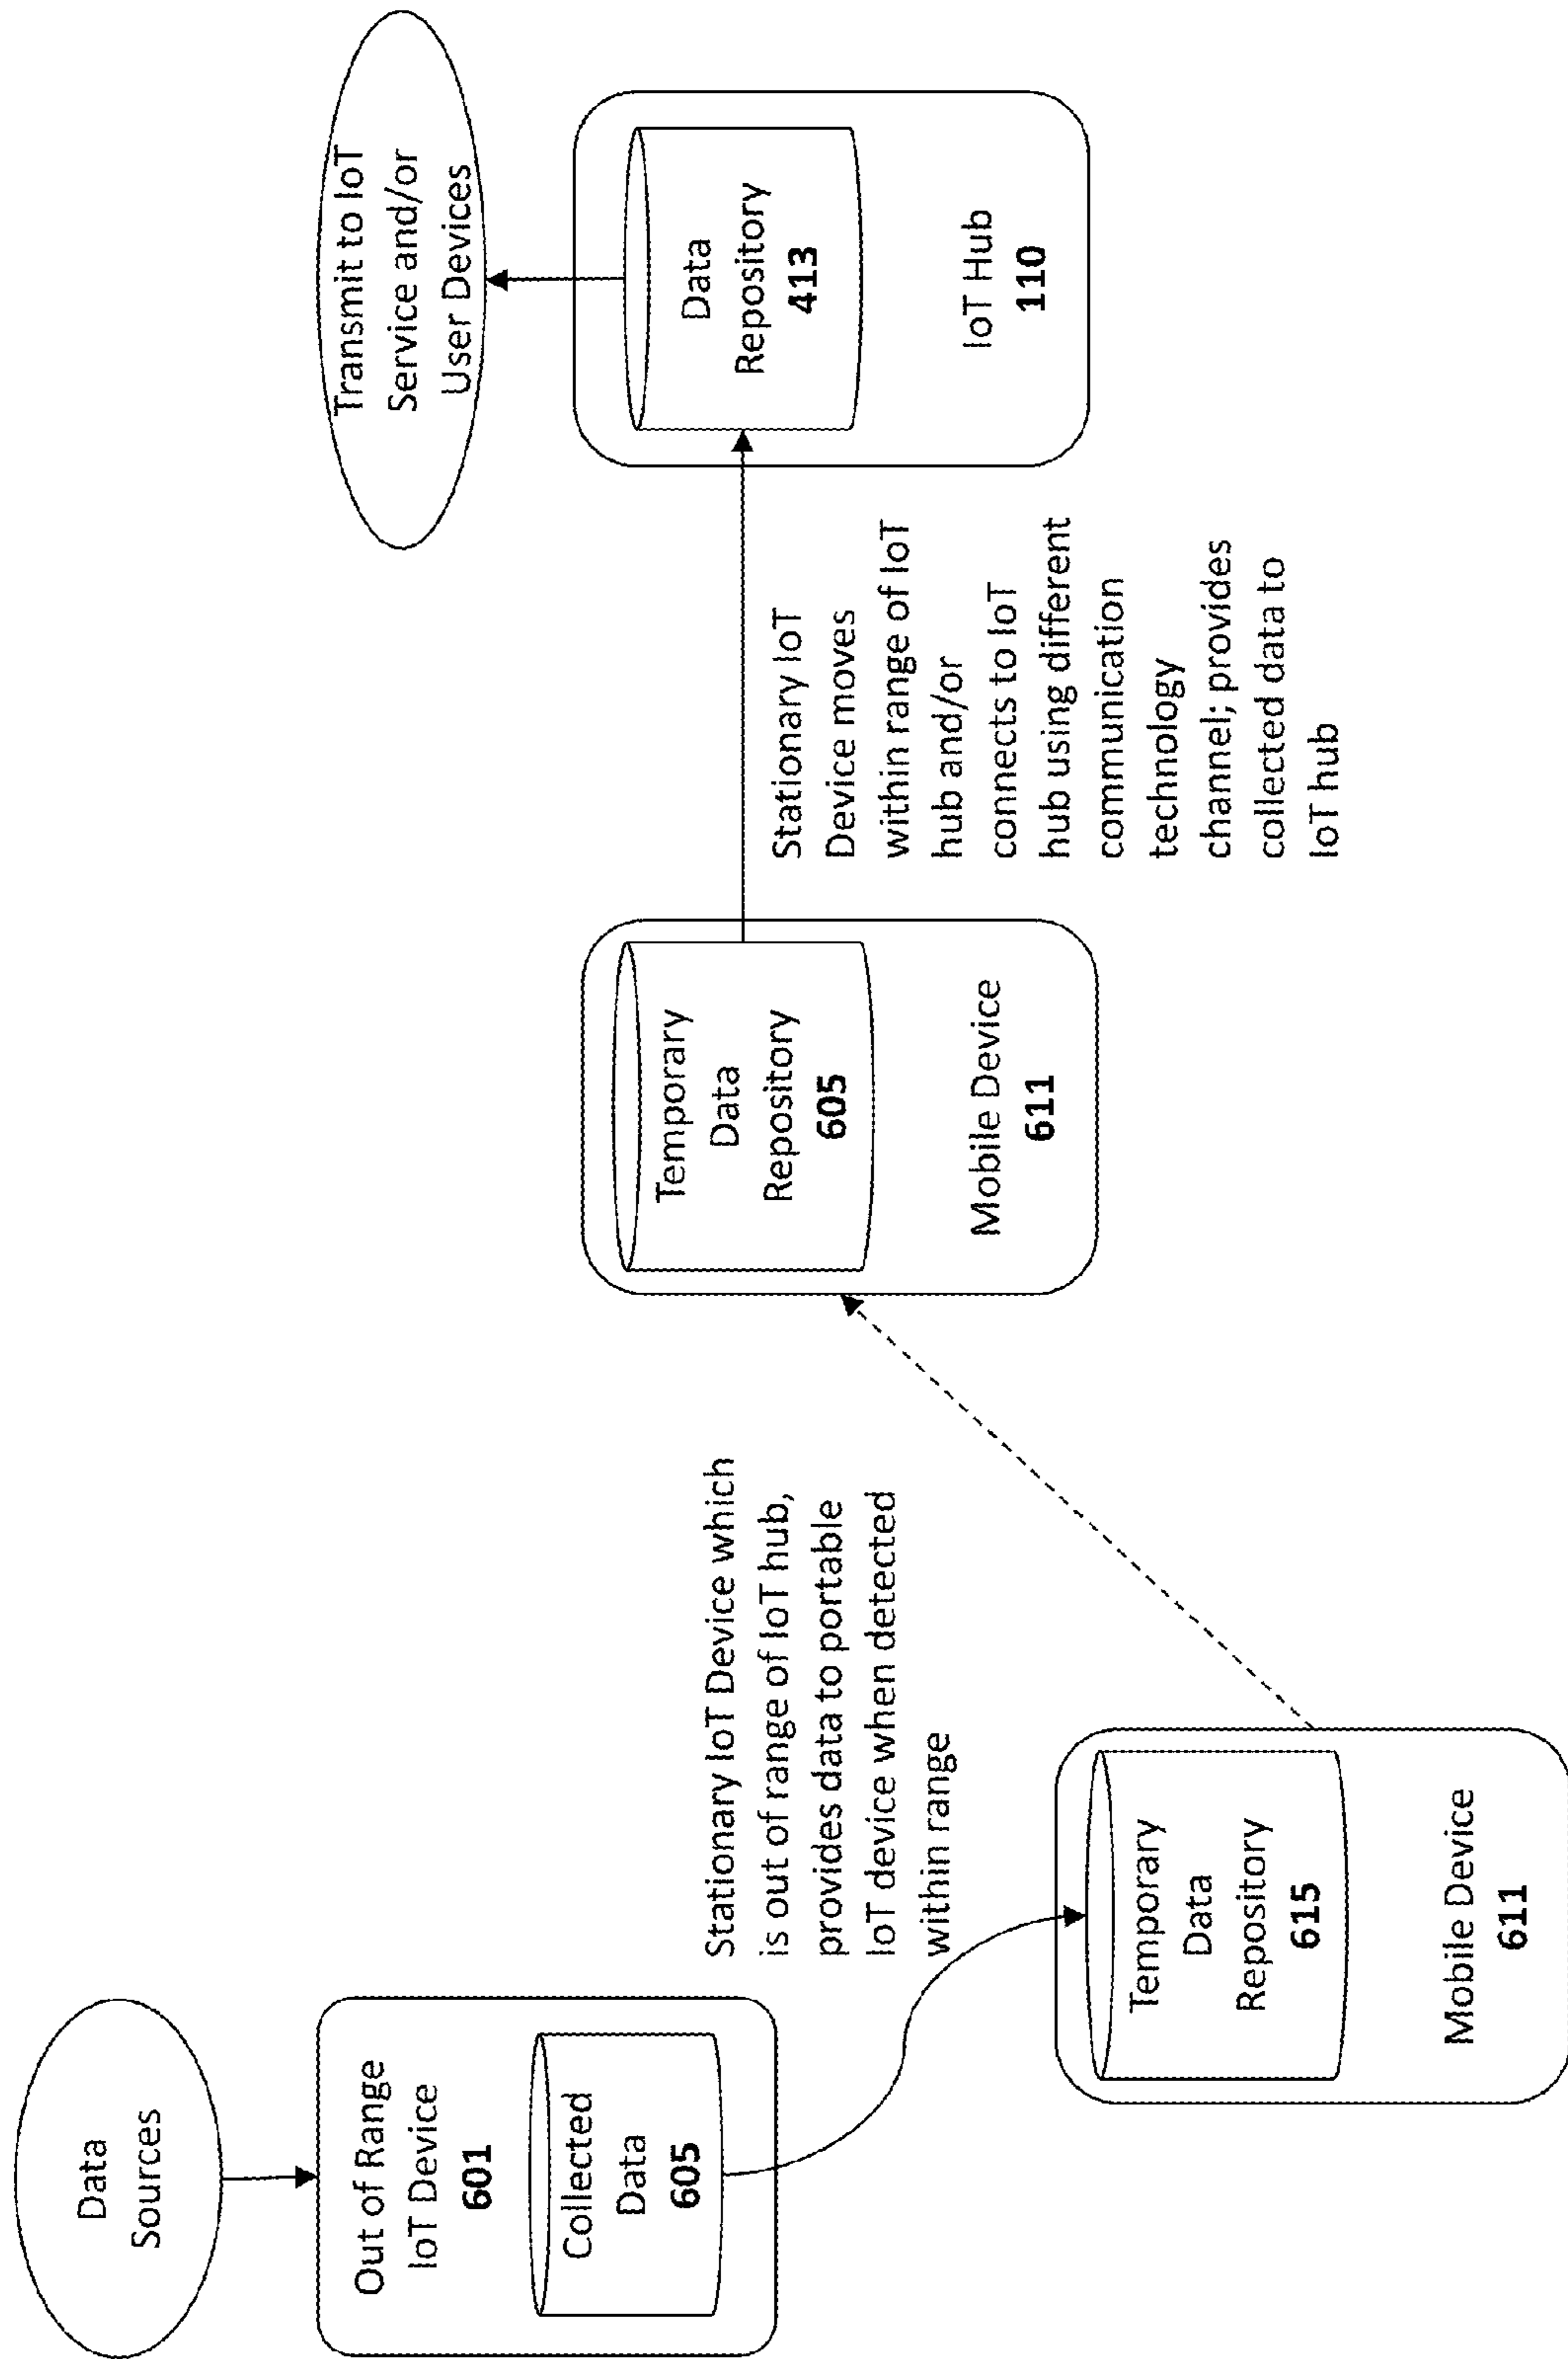 Data
Sources
Out of Range
IoT Device
601
Collected
Data
605
Stationary IoT Device which
is out of range of IoT hub,
provides data to portable
IoT device when detected
within range
Temporary
Data
Repository
615
Mobile Device
611
Temporary
Data
Repository
605
Mobile Device
611
Stationary IoT
Device moves
within range of IoT
hub and/or
connects to IoT
hub using different
communication
technology
channel; provides
collected data to
IoT hub
Transmit to IoT
Service and/or
User Devices
Data
Repository
413
IoT Hub
110